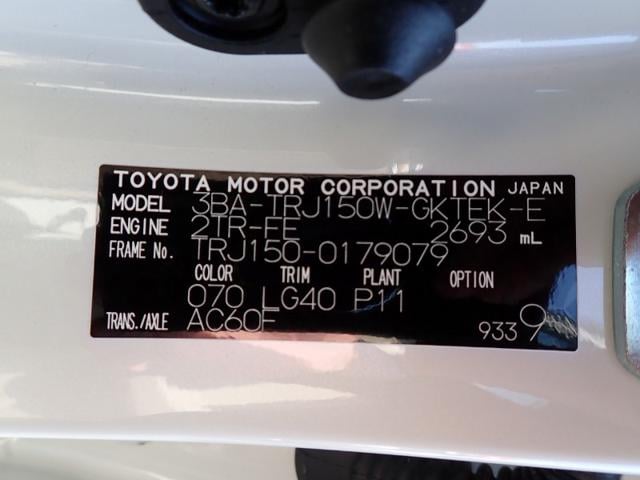 TOYOTA MOTOR CORPORATION JAPAN
MODEL 3BA-TRJ150W-GKTEK-E
ENGINE 2TR-FE 2693 mL
FRAME No. TRJ150-0179079
COLOR TRIM PLANT OPTION
070 LG40 P11
TRANS./AXLE AC60F 9339